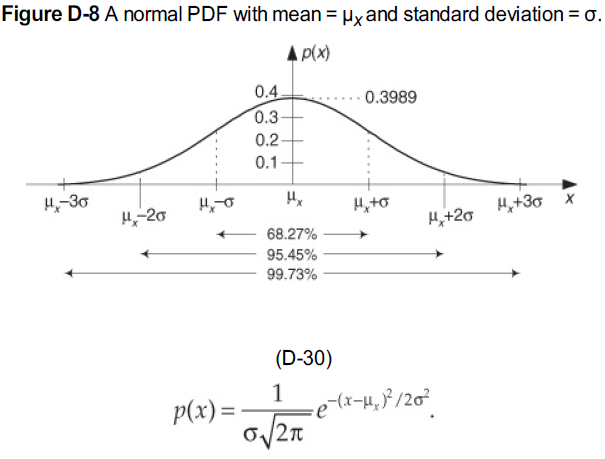 Figure D-8 A normal PDF with mean = μₓ and standard deviation = σ.
p(x)
0.4
0.3989
0.3
0.2
0.1
μₓ–3σ
μₓ–2σ
μₓ–σ
μₓ
μₓ+σ
μₓ+2σ
μₓ+3σ
x
68.27%
95.45%
99.73%
(D-30)
p(x) = 1/(σ√2π) e^–(x–μₓ)²/2σ².